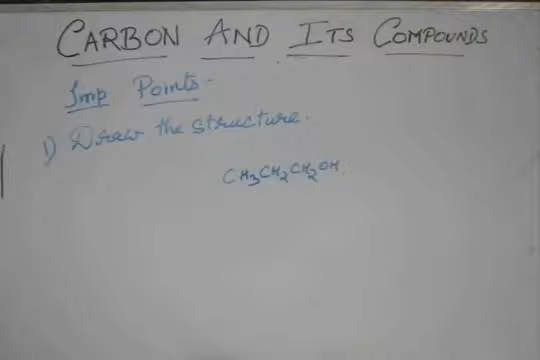 CARBON AND ITS COMPOUNDS
Imp Points-
1) Draw the structure.
CH3CH2CH2OH